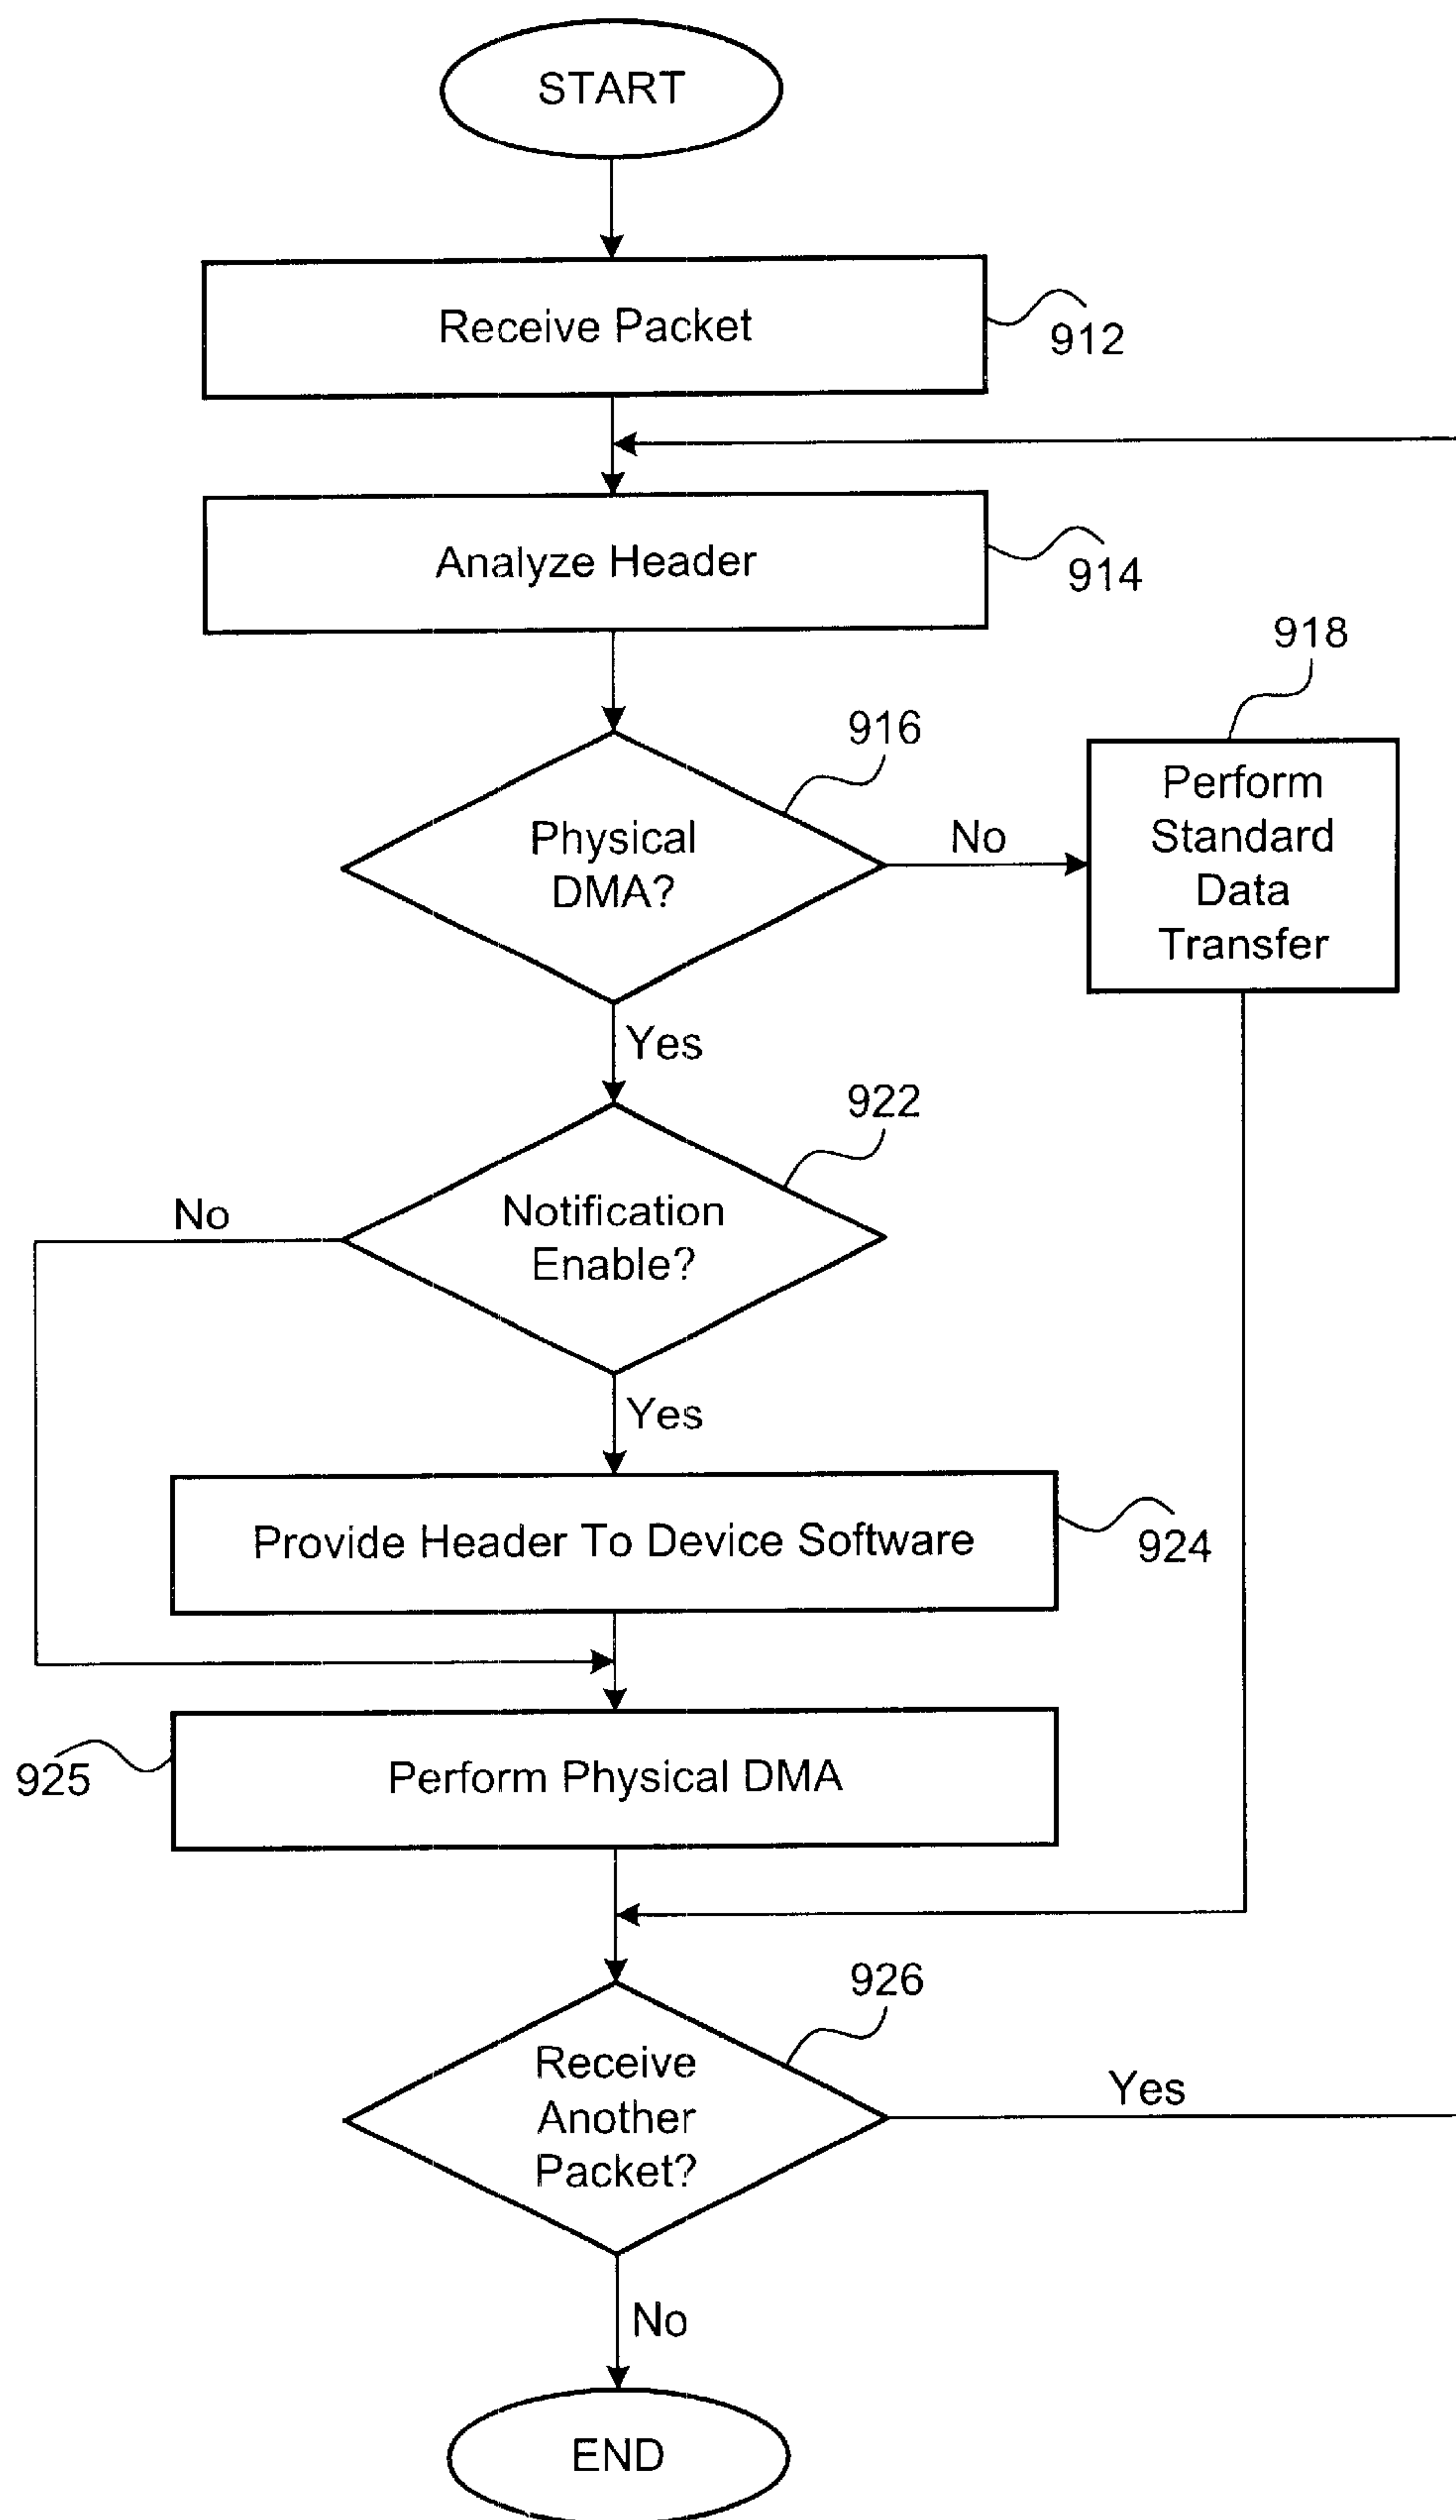 START
Receive Packet
912
Analyze Header
914
918
916
Physical
DMA?
No
Perform
Standard
Data
Transfer
Yes
922
No
Notification
Enable?
Yes
Provide Header To Device Software
924
925
Perform Physical DMA
926
Receive
Another
Packet?
Yes
No
END